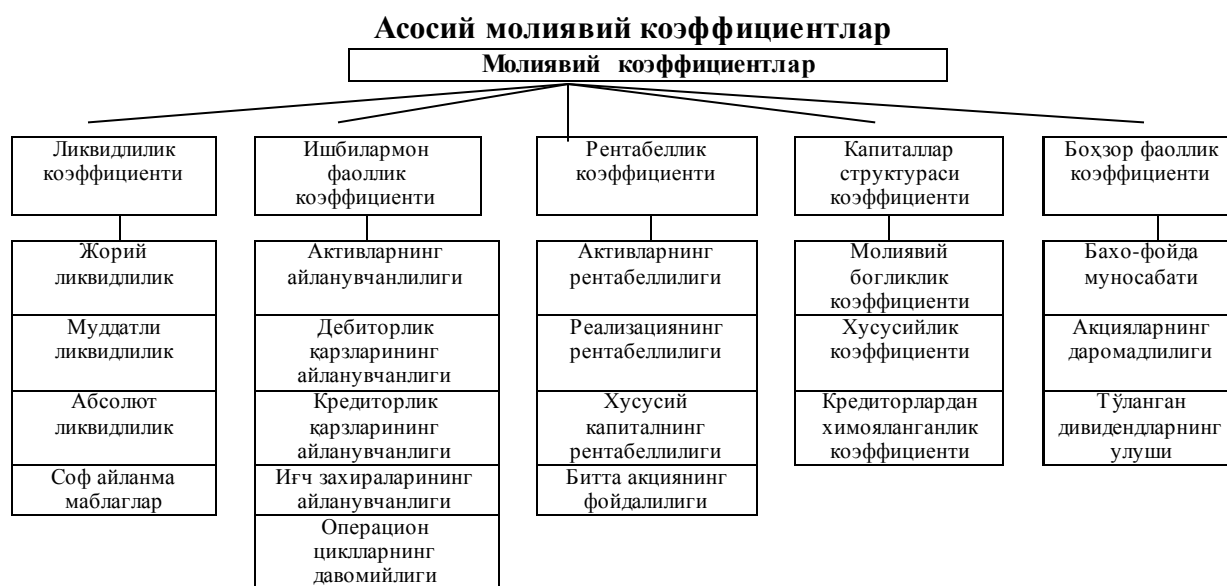 Асосий молиявий коэффициентлар
Молиявий коэффициентлар
Ликвидлилик
коэффициенти
Жорий
ликвидлилик
Муддатли
ликвидлилик
Абсолют
ликвидлилик
Соф айланма
маблаглар
Ишбилармон
фаоллик
коэффициенти
Активларнинг
айланувчанлилиги
Дебиторлик
қарзларининг
айланувчанлиги
Кредиторлик
қарзларининг
айланувчанлиги
Иғч захираларининг
айланувчанлиги
Операцион
циклларнинг
давомийлиги
Рентабеллик
коэффициенти
Активларнинг
рентабеллилиги
Реализациянинг
рентабеллилиги
Хусусий
капиталнинг
рентабеллилиги
Битта акциянинг
фойдалилиги
Капиталлар
структураси
коэффициенти
Молиявий
богликлик
коэффициенти
Хусусийлик
коэффициенти
Кредиторлардан
химояланганлик
коэффициенти
Боҳзор фаоллик
коэффициенти
Бахо-фойда
муносабати
Акцияларнинг
даромадлилиги
Тўланган
дивидендларнинг
улуши